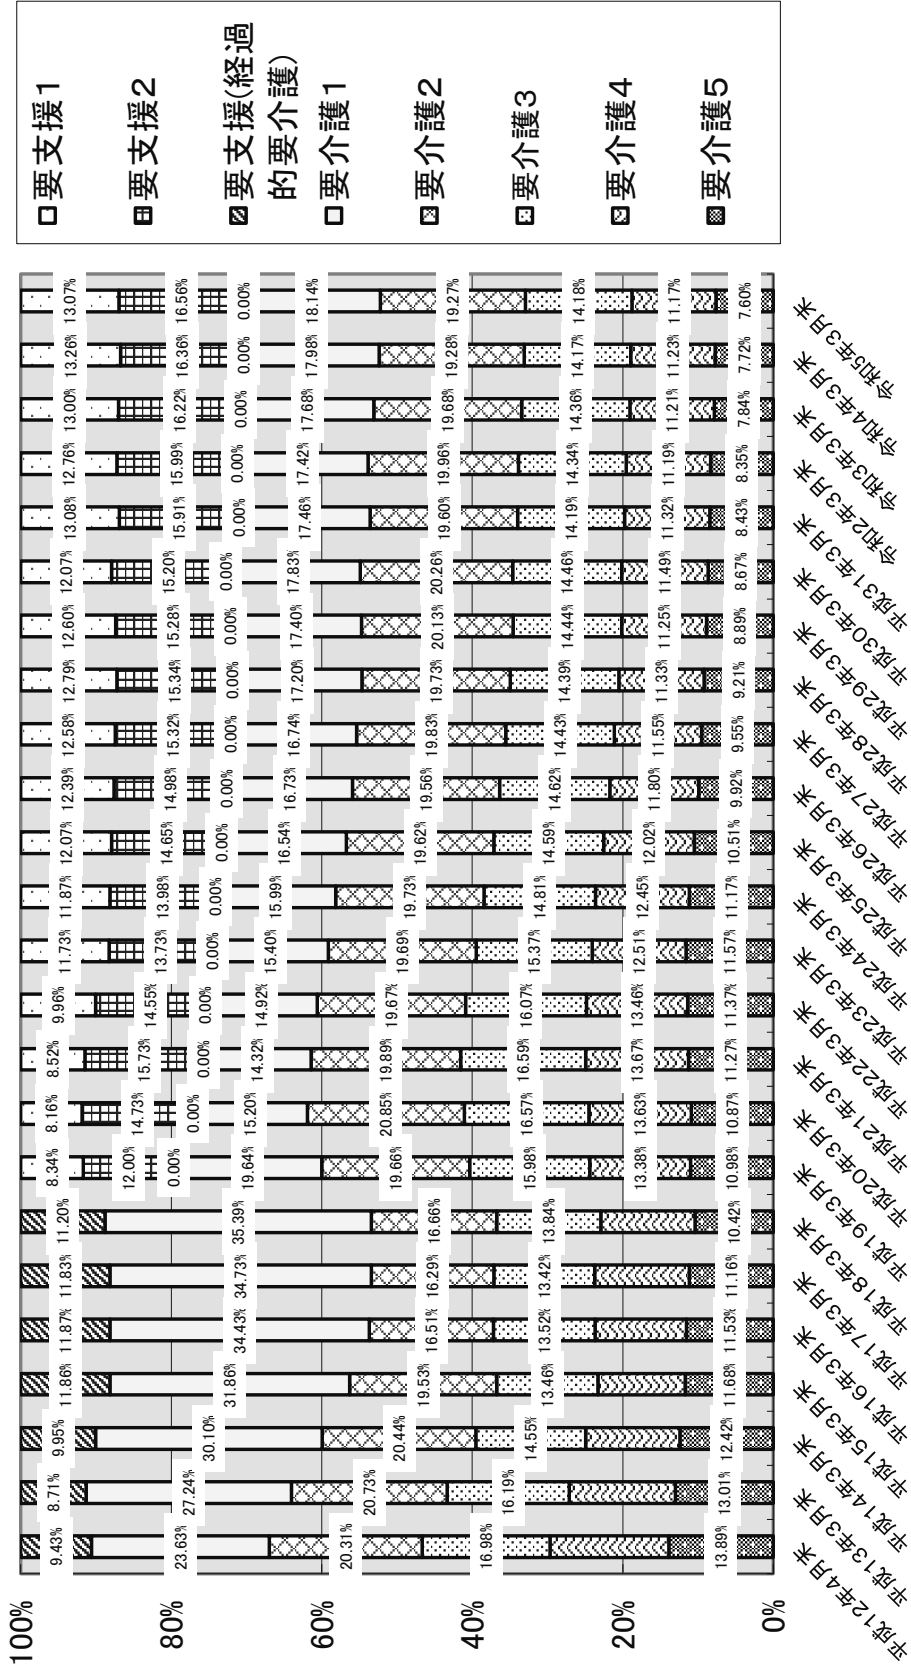 100%
80%
60%
40%
20%
0%
9.43% 8.71% 9.95% 11.86% 11.87% 11.83% 11.20% 8.34% 8.16% 8.52% 9.96% 11.73% 11.87% 12.07% 12.39% 12.58% 12.79% 12.60% 12.07% 13.08% 12.76% 13.00% 13.26% 13.07%
12.00% 14.73% 15.73% 14.55% 13.73% 13.98% 14.65% 14.98% 15.32% 15.34% 15.28% 15.20% 15.91% 15.99% 16.22% 16.36% 16.56%
0.00% 0.00% 0.00% 0.00% 0.00% 0.00% 0.00% 0.00% 0.00% 0.00% 0.00% 0.00% 0.00% 0.00% 0.00% 0.00% 0.00%
23.63% 27.24% 30.10% 31.86% 34.43% 34.73% 35.39% 19.64% 15.20% 14.32% 14.92% 15.40% 15.99% 16.54% 16.73% 16.74% 17.20% 17.40% 17.83% 17.46% 17.42% 17.68% 17.98% 18.14%
20.31% 20.73% 20.44% 19.53% 16.51% 16.29% 16.66% 19.66% 20.85% 19.89% 19.67% 19.69% 19.73% 19.62% 19.56% 19.83% 19.73% 20.13% 20.26% 19.60% 19.96% 19.68% 19.28% 19.27%
16.98% 16.19% 14.55% 13.46% 13.52% 13.42% 13.84% 15.98% 16.57% 16.59% 16.07% 15.37% 14.81% 14.59% 14.62% 14.43% 14.39% 14.44% 14.46% 14.19% 14.34% 14.36% 14.17% 14.18%
13.38% 13.63% 13.67% 13.46% 12.51% 12.45% 12.02% 11.80% 11.55% 11.33% 11.25% 11.49% 11.32% 11.19% 11.21% 11.23% 11.17%
13.89% 13.01% 12.42% 11.68% 11.53% 11.16% 10.42% 10.98% 10.87% 11.27% 11.37% 11.57% 11.17% 10.51% 9.92% 9.55% 9.21% 8.89% 8.67% 8.43% 8.35% 7.84% 7.72% 7.60%
平成12年4月末
平成13年3月末
平成14年3月末
平成15年3月末
平成16年3月末
平成17年3月末
平成18年3月末
平成19年3月末
平成20年3月末
平成21年3月末
平成22年3月末
平成23年3月末
平成24年3月末
平成25年3月末
平成26年3月末
平成27年3月末
平成28年3月末
平成29年3月末
平成30年3月末
平成31年3月末
令和2年3月末
令和3年3月末
令和4年3月末
令和5年3月末
要支援1
要支援2
要支援(経過
的要介護)
要介護1
要介護2
要介護3
要介護4
要介護5